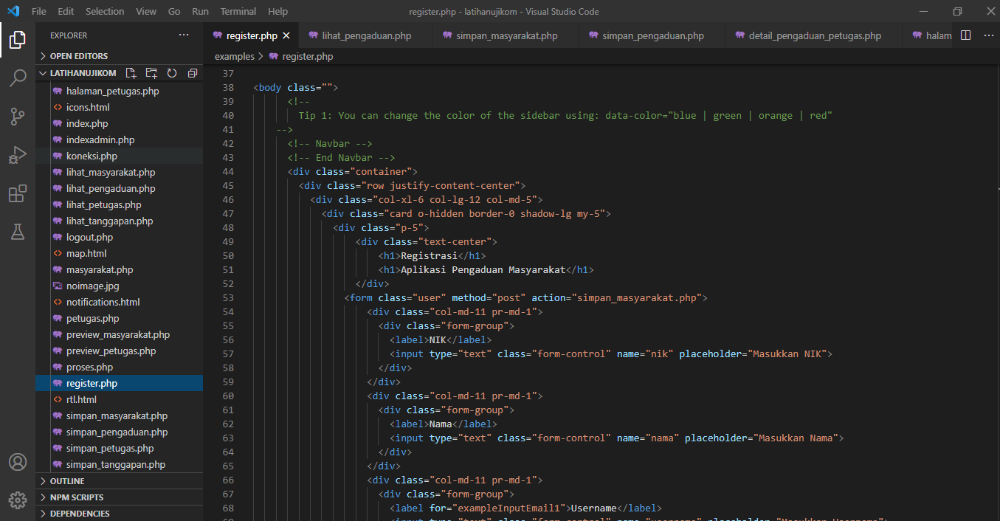 File Edit Selection View Go Run Terminal Help register.php - latihanujikom - Visual Studio Code
EXPLORER ···
OPEN EDITORS
LATIHANUJIKOM
halaman_petugas.php
icons.html
index.php
indexadmin.php
koneksi.php
lihat_masyarakat.php
lihat_pengaduan.php
lihat_petugas.php
lihat_tanggapan.php
logout.php
map.html
masyarakat.php
noimage.jpg
notifications.html
petugas.php
preview_masyarakat.php
preview_petugas.php
proses.php
register.php
rtl.html
simpan_masyarakat.php
simpan_pengaduan.php
simpan_petugas.php
simpan_tanggapan.php
OUTLINE
NPM SCRIPTS
DEPENDENCIES
register.php lihat_pengaduan.php simpan_masyarakat.php simpan_pengaduan.php detail_pengaduan_petugas.php halam ···
examples > register.php
37
38 <body class="">
39 <!--
40 Tip 1: You can change the color of the sidebar using: data-color="blue | green | orange | red"
41 -->
42 <!-- Navbar -->
43 <!-- End Navbar -->
44 <div class="container">
45 <div class="row justify-content-center">
46 <div class="col-xl-6 col-lg-12 col-md-5">
47 <div class="card o-hidden border-0 shadow-lg my-5">
48 <div class="p-5">
49 <div class="text-center">
50 <h1>Registrasi</h1>
51 <h1>Aplikasi Pengaduan Masyarakat</h1>
52 </div>
53 <form class="user" method="post" action="simpan_masyarakat.php">
54 <div class="col-md-11 pr-md-1">
55 <div class="form-group">
56 <label>NIK</label>
57 <input type="text" class="form-control" name="nik" placeholder="Masukkan NIK">
58 </div>
59 </div>
60 <div class="col-md-11 pr-md-1">
61 <div class="form-group">
62 <label>Nama</label>
63 <input type="text" class="form-control" name="nama" placeholder="Masukkan Nama">
64 </div>
65 </div>
66 <div class="col-md-11 pr-md-1">
67 <div class="form-group">
68 <label for="exampleInputEmail1">Username</label>
69 <input type="text" class="form-control" name="username" placeholder="Masukkan Username">